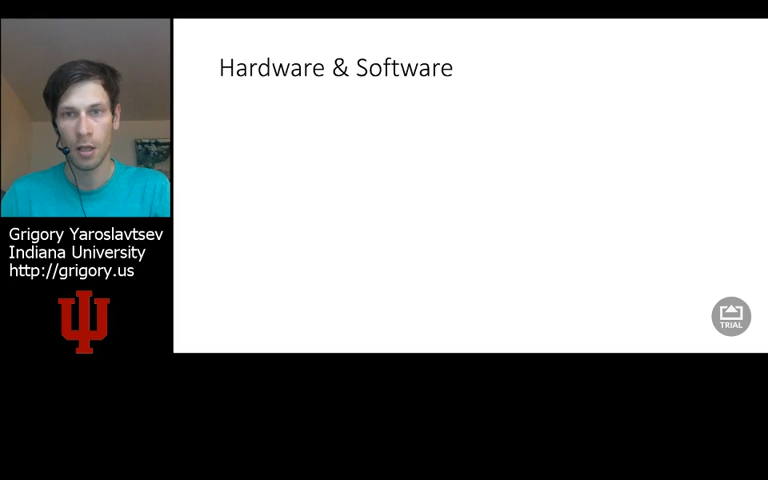 Hardware & Software
Grigory Yaroslavtsev
Indiana University
http://grigory.us
TRIAL